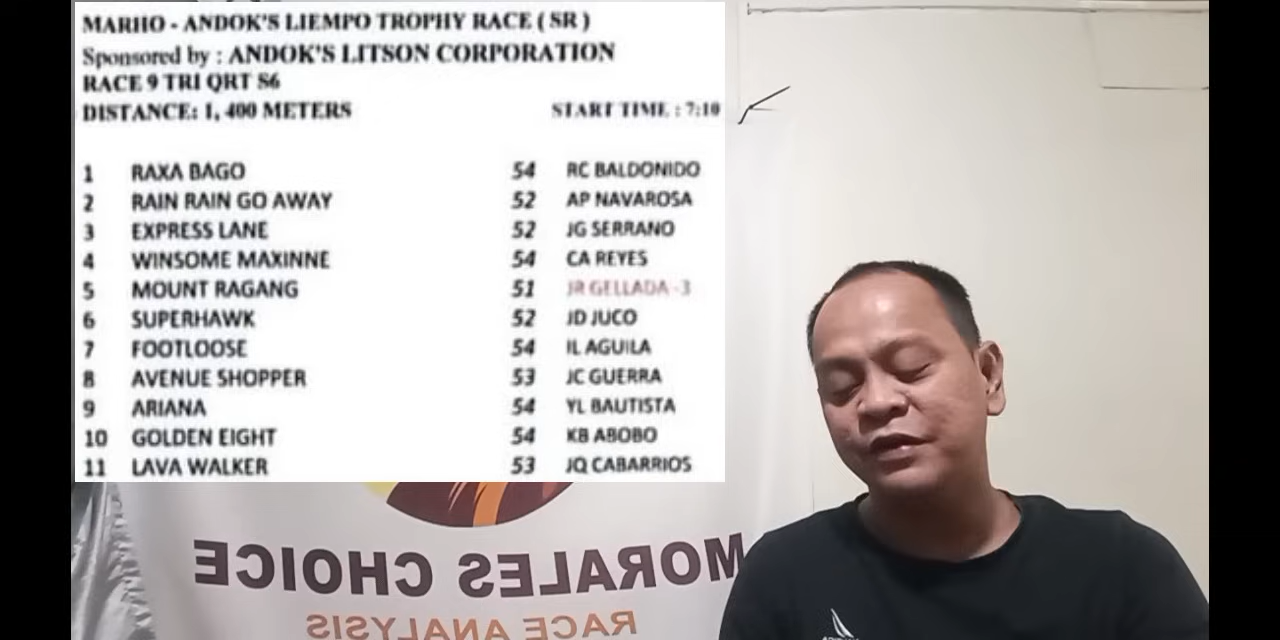 MARHO - ANDOK'S LIEMPO TROPHY RACE ( SR )
Sponsored by : ANDOK'S LITSON CORPORATION
RACE 9 TRI QRT S6
DISTANCE: 1, 400 METERS START TIME : 7:10
1 RAXA BAGO 54 RC BALDONIDO
2 RAIN RAIN GO AWAY 52 AP NAVAROSA
3 EXPRESS LANE 52 JG SERRANO
4 WINSOME MAXINNE 54 CA REYES
5 MOUNT RAGANG 51 JR GELLADA -3
6 SUPERHAWK 52 JD JUCO
7 FOOTLOOSE 54 IL AGUILA
8 AVENUE SHOPPER 53 JC GUERRA
9 ARIANA 54 YL BAUTISTA
10 GOLDEN EIGHT 54 KB ABOBO
11 LAVA WALKER 53 JQ CABARRIOS
MORALES CHOICE
RACE ANALYSIS